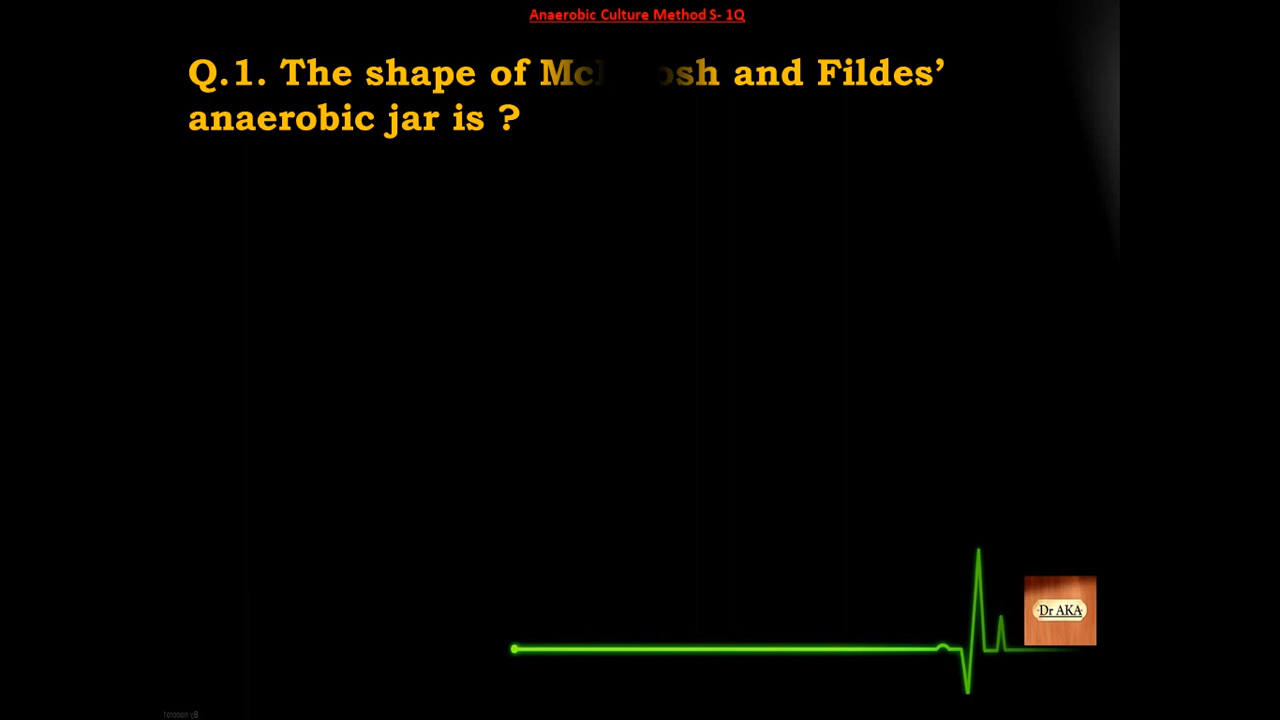 Anaerobic Culture Method S- 1Q
Q.1. The shape of and Fildes’
anaerobic jar is ?
Dr AKA